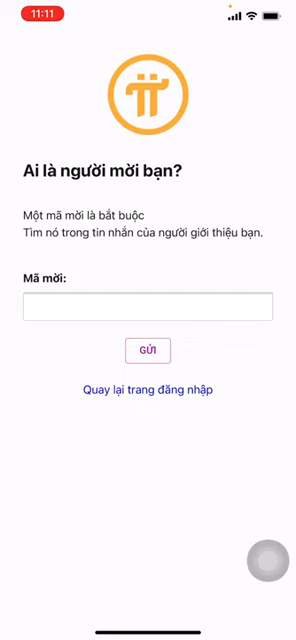 11:11
Ai là người mời bạn?
Một mã mời là bắt buộc
Tìm nó trong tin nhắn của người giới thiệu bạn.
Mã mời:
GỬI
Quay lại trang đăng nhập